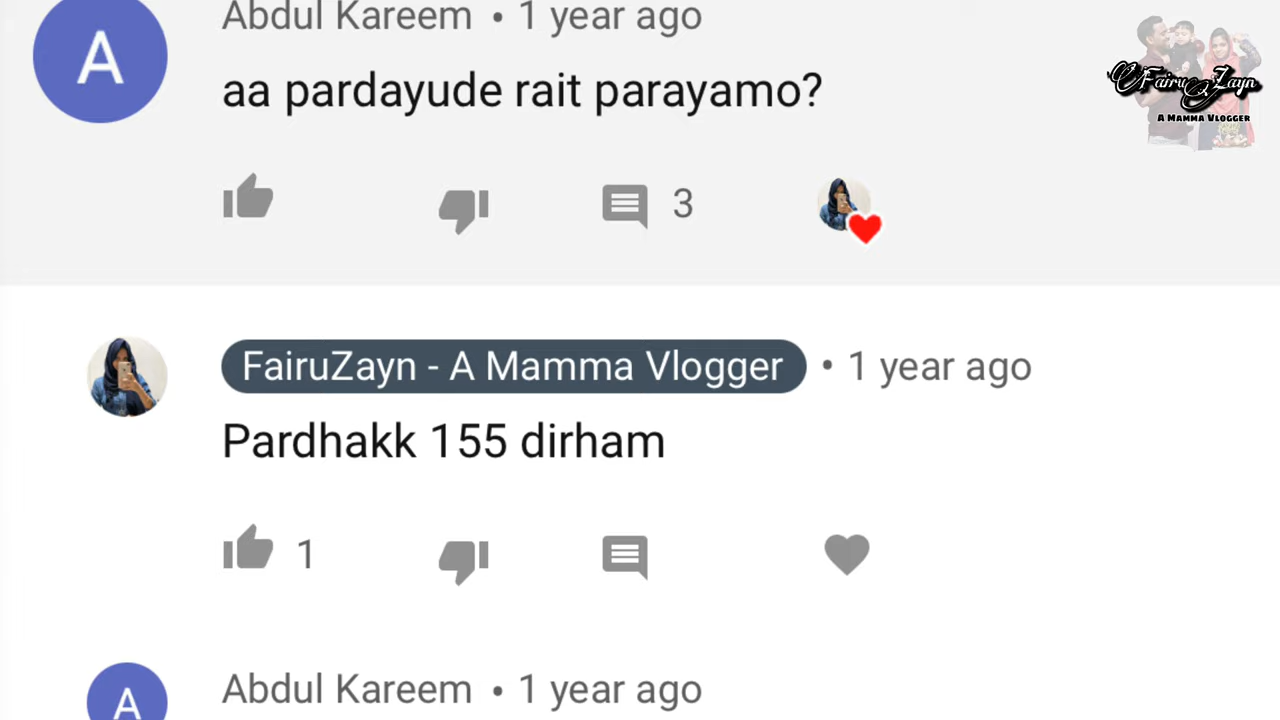 Abdul Kareem • 1 year ago
A
aa pardayude rait parayamo?
FairuZayn
A MAMMA VLOGGER
3
FairuZayn - A Mamma Vlogger • 1 year ago
Pardhakk 155 dirham
1
Abdul Kareem • 1 year ago
A